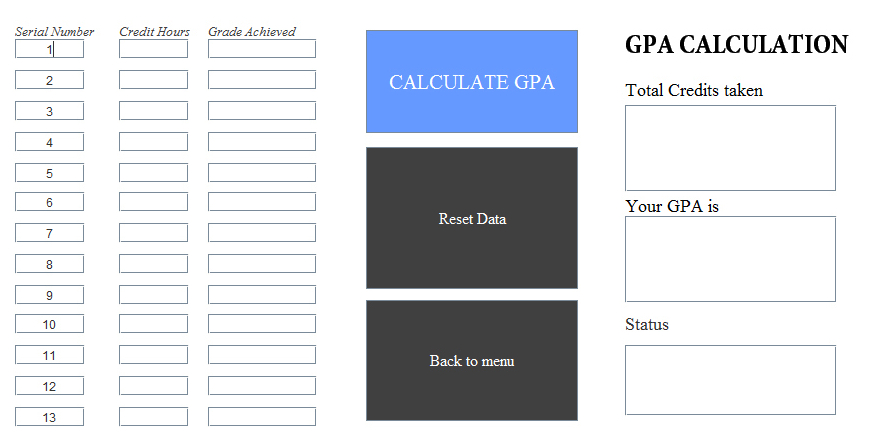 Serial Number Credit Hours Grade Achieved
1
2
3
4
5
6
7
8
9
10
11
12
13
CALCULATE GPA
Reset Data
Back to menu
GPA CALCULATION
Total Credits taken
Your GPA is
Status